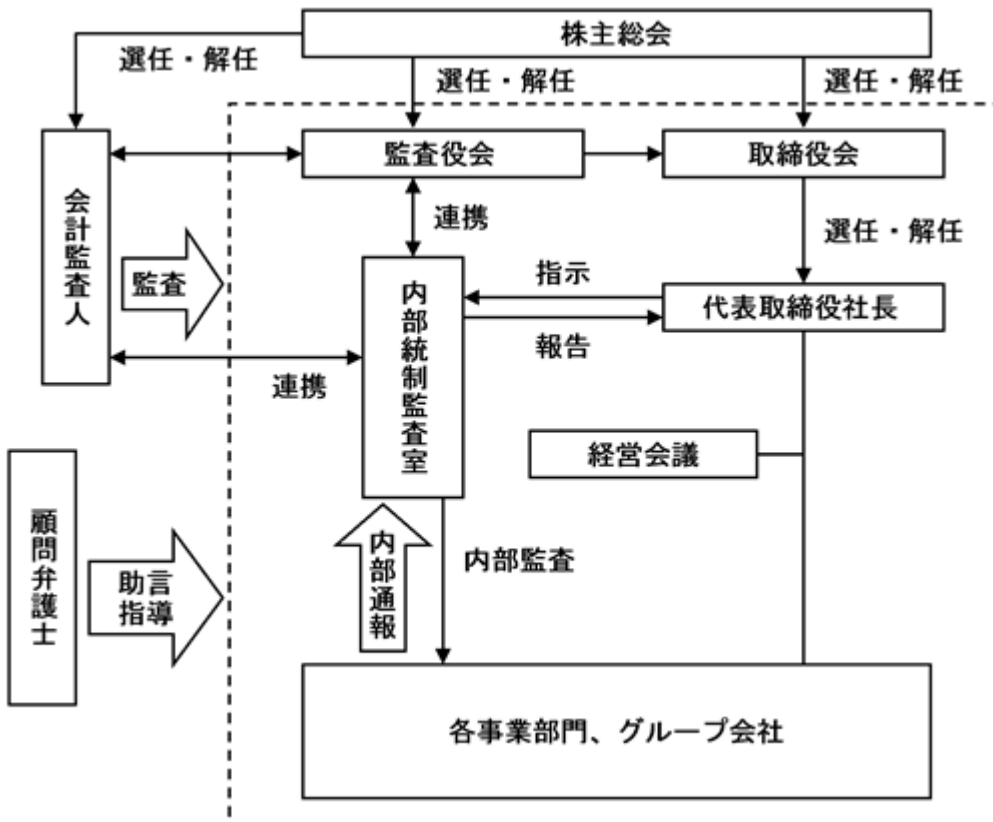 株主総会
選任・解任
選任・解任
選任・解任
監査役会
取締役会
会計監査人
連携
選任・解任
監査
内部統制監査室
指示
代表取締役社長
報告
連携
経営会議
顧問弁護士
助言
指導
内部通報
内部監査
各事業部門、グループ会社